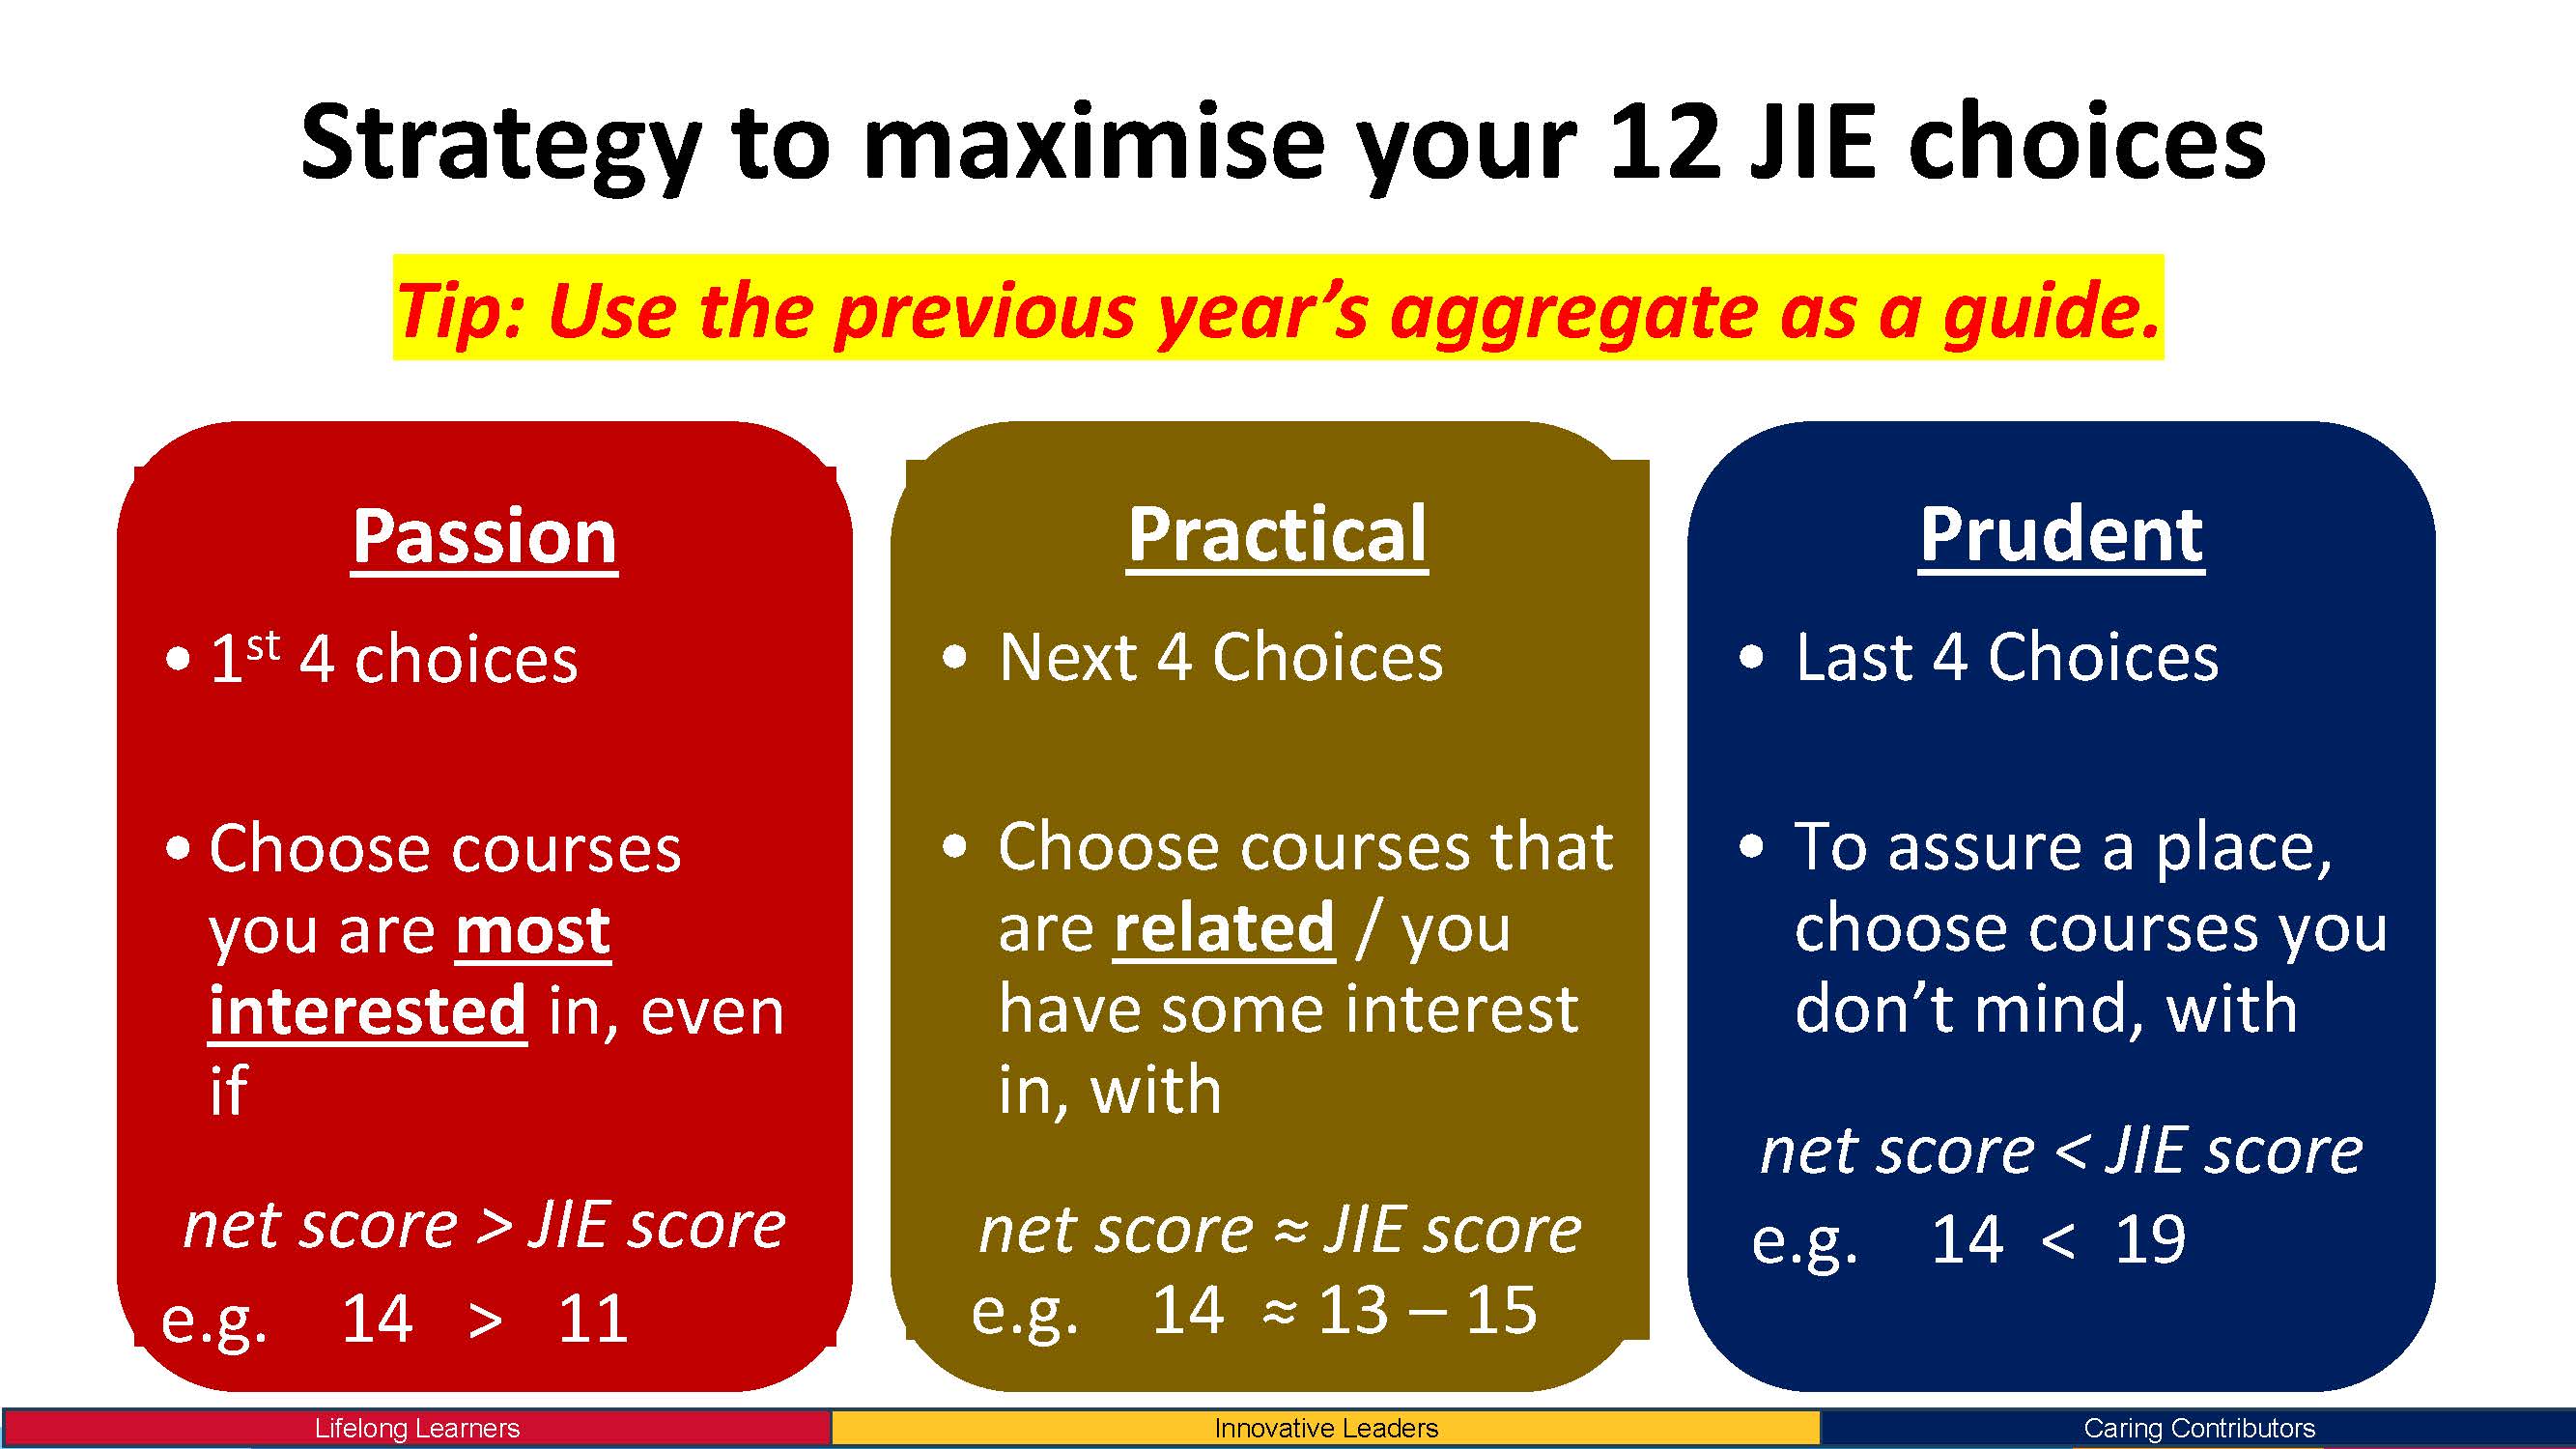 Strategy to maximise your 12 JIE choices
Tip: Use the previous year’s aggregate as a guide.
Passion
• 1st 4 choices
• Choose courses
you are most
interested in, even
if
net score > JIE score
e.g. 14 > 11
Practical
• Next 4 Choices
• Choose courses that
are related / you
have some interest
in, with
net score ≈ JIE score
e.g. 14 ≈ 13 – 15
Prudent
• Last 4 Choices
• To assure a place,
choose courses you
don’t mind, with
net score < JIE score
e.g. 14 < 19
Lifelong Learners
Innovative Leaders
Caring Contributors